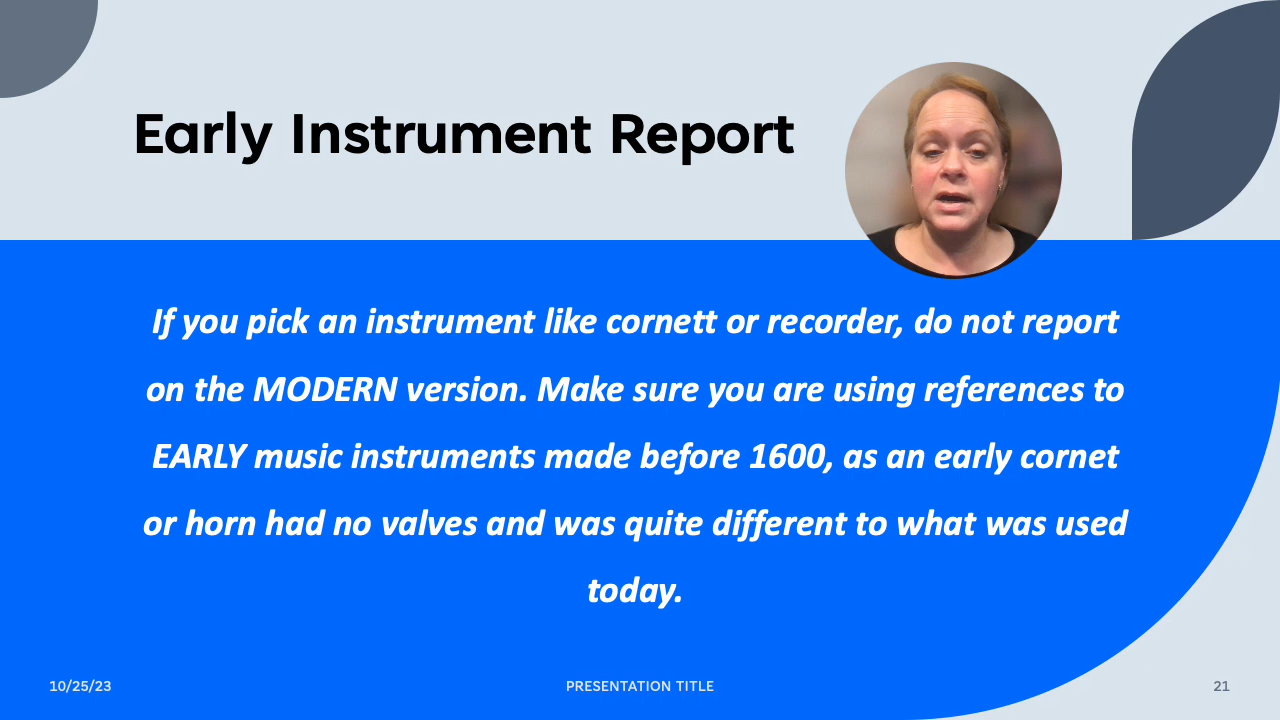 Early Instrument Report
If you pick an instrument like cornett or recorder, do not report
on the MODERN version. Make sure you are using references to
EARLY music instruments made before 1600, as an early cornet
or horn had no valves and was quite different to what was used
today.
10/25/23
PRESENTATION TITLE
21